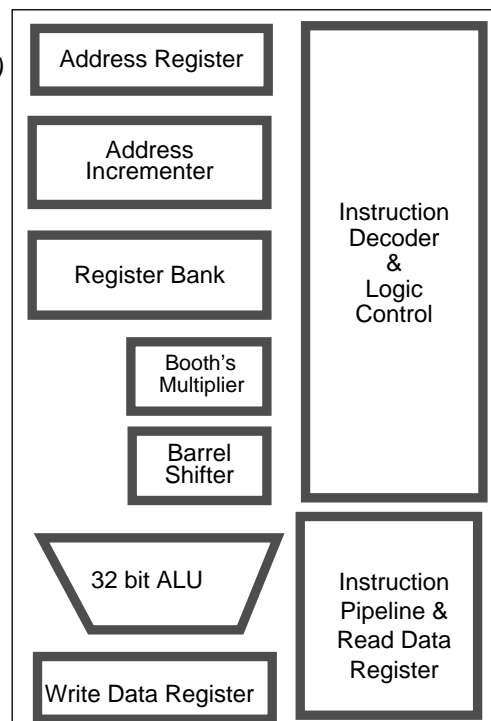 )
Address Register
Address
Incrementer
Register Bank
Booth’s
Multiplier
Barrel
Shifter
32 bit ALU
Write Data Register
Instruction
Decoder
&
Logic
Control
Instruction
Pipeline &
Read Data
Register